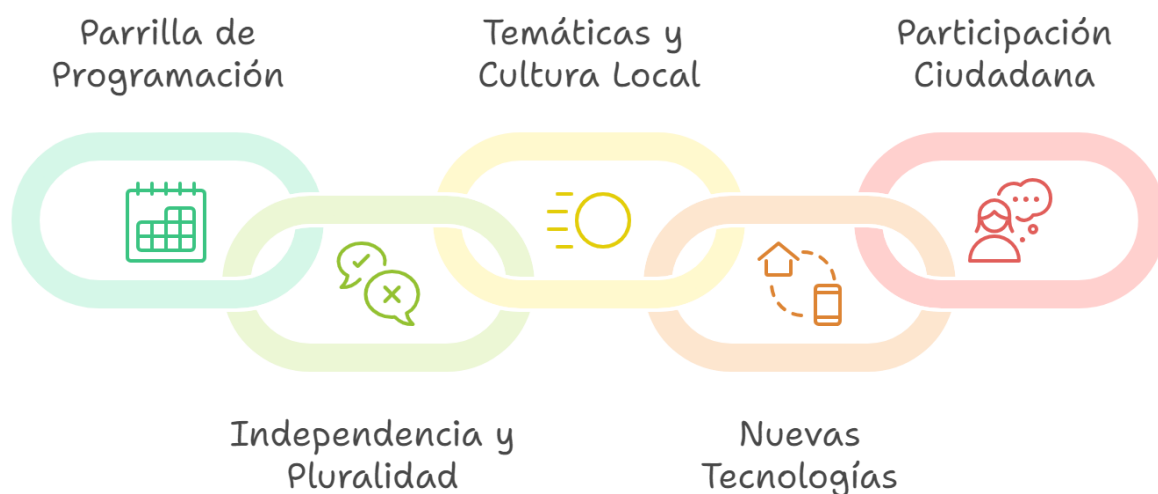 Parrilla de
Programación
Temáticas y
Cultura Local
Participación
Ciudadana
Independencia y
Pluralidad
Nuevas
Tecnologías